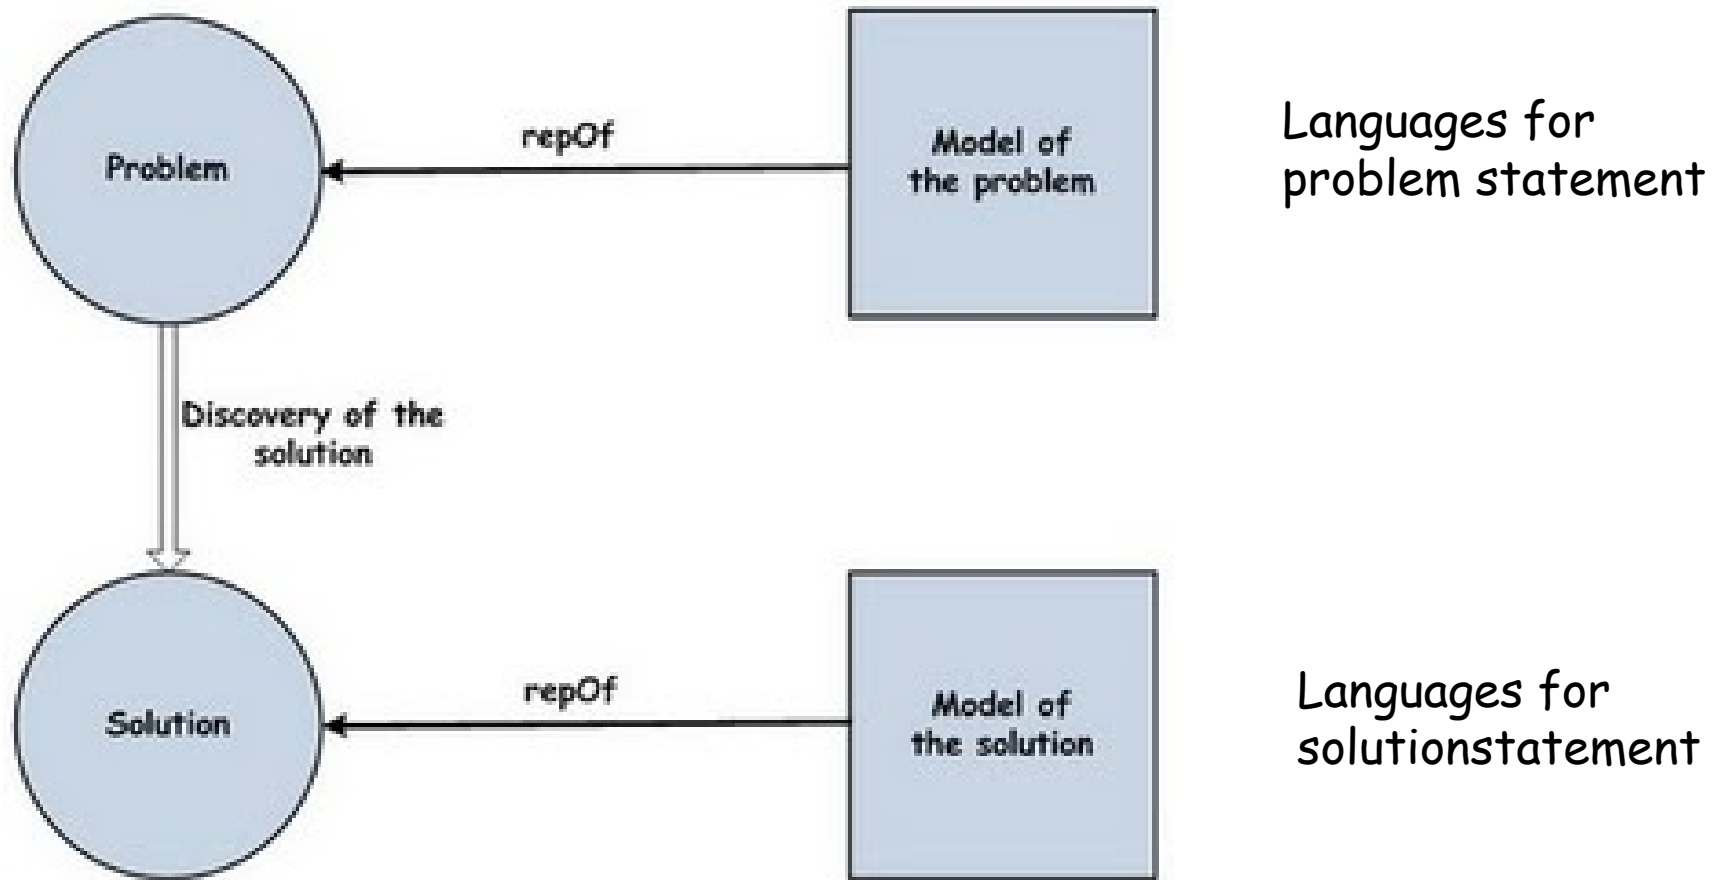 Problem
repOf
Model of
the problem
Languages for
problem statement
Discovery of the
solution
Solution
repOf
Model of
the solution
Languages for
solutionstatement